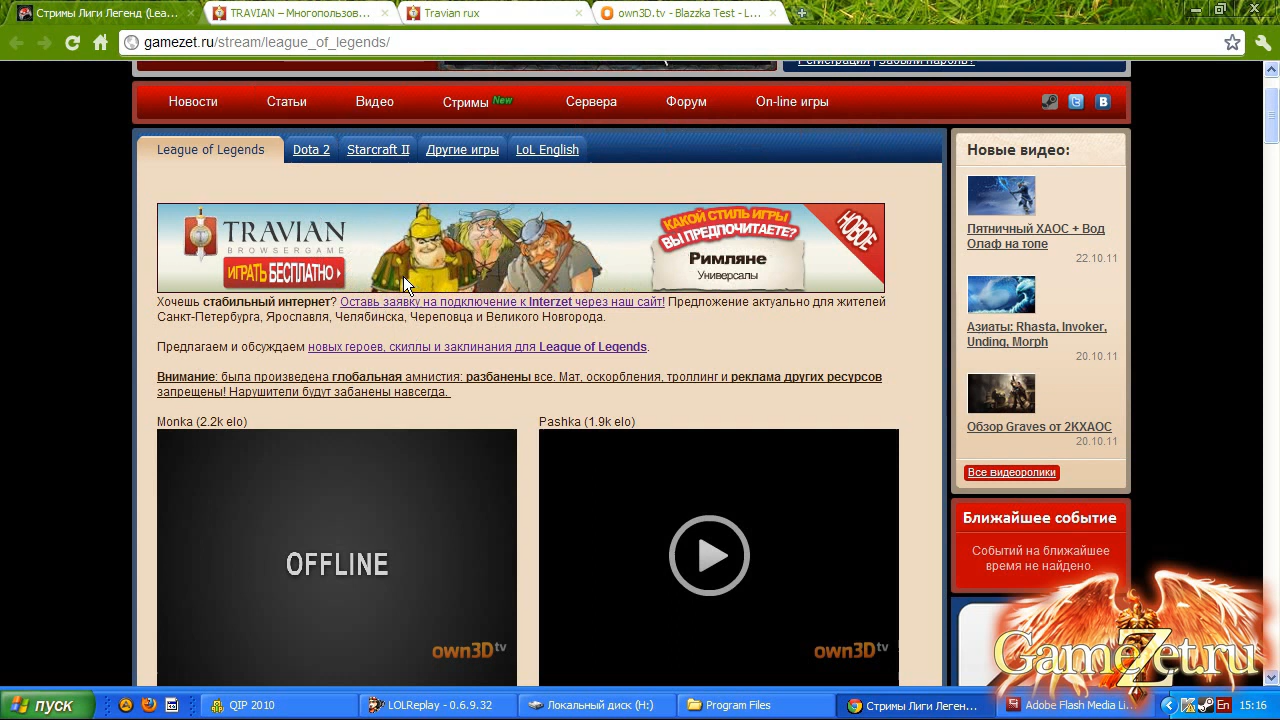 Стримы Лиги Легенд (Lea...
TRAVIAN – Многопользов...
Travian rux
own3D.tv - Blazzka Test - L...
gamezet.ru/stream/league_of_legends/
Регистрация | Забыли пароль?
Новости Статьи Видео Стримы New Сервера Форум On-line игры
League of Legends Dota 2 Starcraft II Другие игры LoL English
TRAVIAN
BROWSERGAME
ИГРАТЬ БЕСПЛАТНО
КАКОЙ СТИЛЬ ИГРЫ
ВЫ ПРЕДПОЧИТАЕТЕ?
Римляне
Универсалы
НОВОЕ
Хочешь стабильный интернет? Оставь заявку на подключение к Interzet через наш сайт! Предложение актуально для жителей
Санкт-Петербурга, Ярославля, Челябинска, Череповца и Великого Новгорода.
Предлагаем и обсуждаем новых героев, скиллы и заклинания для League of Legends.
Внимание: была произведена глобальная амнистия: разбанены все. Мат, оскорбления, троллинг и реклама других ресурсов
запрещены! Нарушители будут забанены навсегда.
Monka (2.2k elo)
Pashka (1.9k elo)
OFFLINE
own3Dtv
own3Dtv
Новые видео:
Пятничный ХАОС + Вод
Олаф на топе
22.10.11
Азиаты: Rhasta, Invoker,
Unding, Morph
20.10.11
Обзор Graves от 2КХАОС
20.10.11
Все видеоролики
Ближайшее событие
Событий на ближайшее
время не найдено.
GameZet.ru
пуск
QIP 2010
LOLReplay - 0.6.9.32
Локальный диск (H:)
Program Files
Стримы Лиги Леген...
Adobe Flash Media Li...
En
15:16